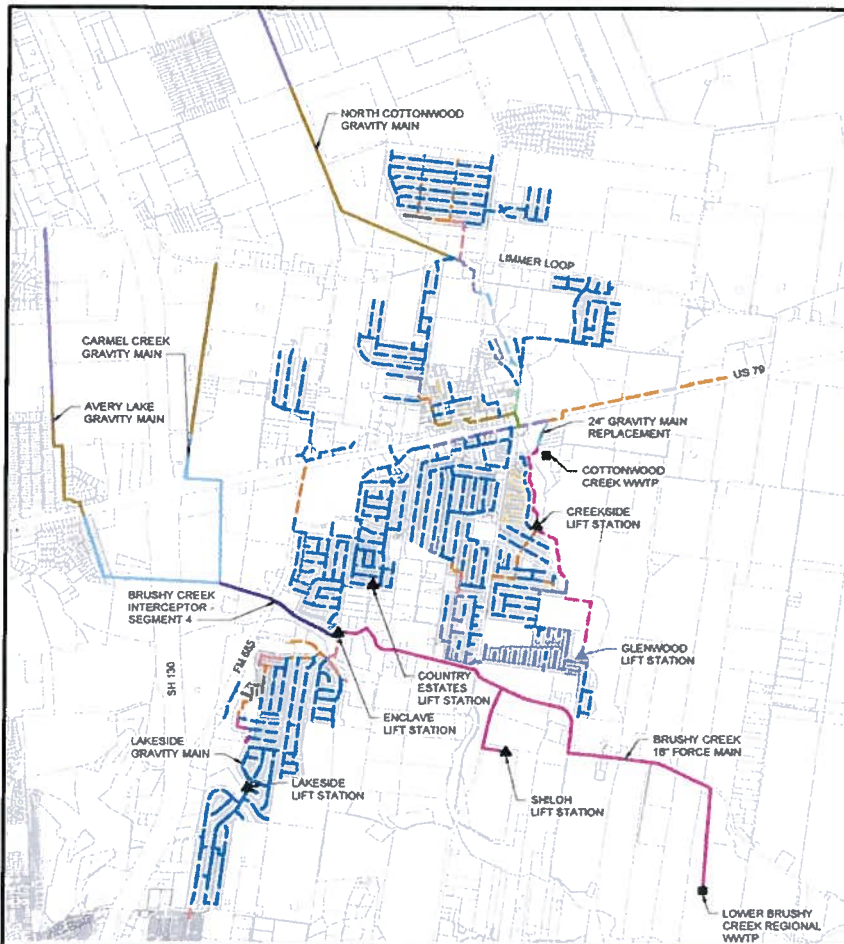 NORTH COTTONWOOD
GRAVITY MAIN
LIMMER LOOP
CARMEL CREEK
GRAVITY MAIN
US 79
AVERY LAKE
GRAVITY MAIN
24" GRAVITY MAIN
REPLACEMENT
COTTONWOOD
CREEK WWTP
CREEKSIDE
LIFT STATION
BRUSHY CREEK
INTERCEPTOR -
SEGMENT 4
GLENWOOD
LIFT STATION
FM 685
SH 130
COUNTRY
ESTATES
LIFT STATION
ENCLAVE
LIFT STATION
BRUSHY CREEK
18" FORCE MAIN
LAKESIDE
GRAVITY MAIN
LAKESIDE
LIFT STATION
SHILOH
LIFT STATION
LOWER BRUSHY
CREEK REGIONAL
WWTP